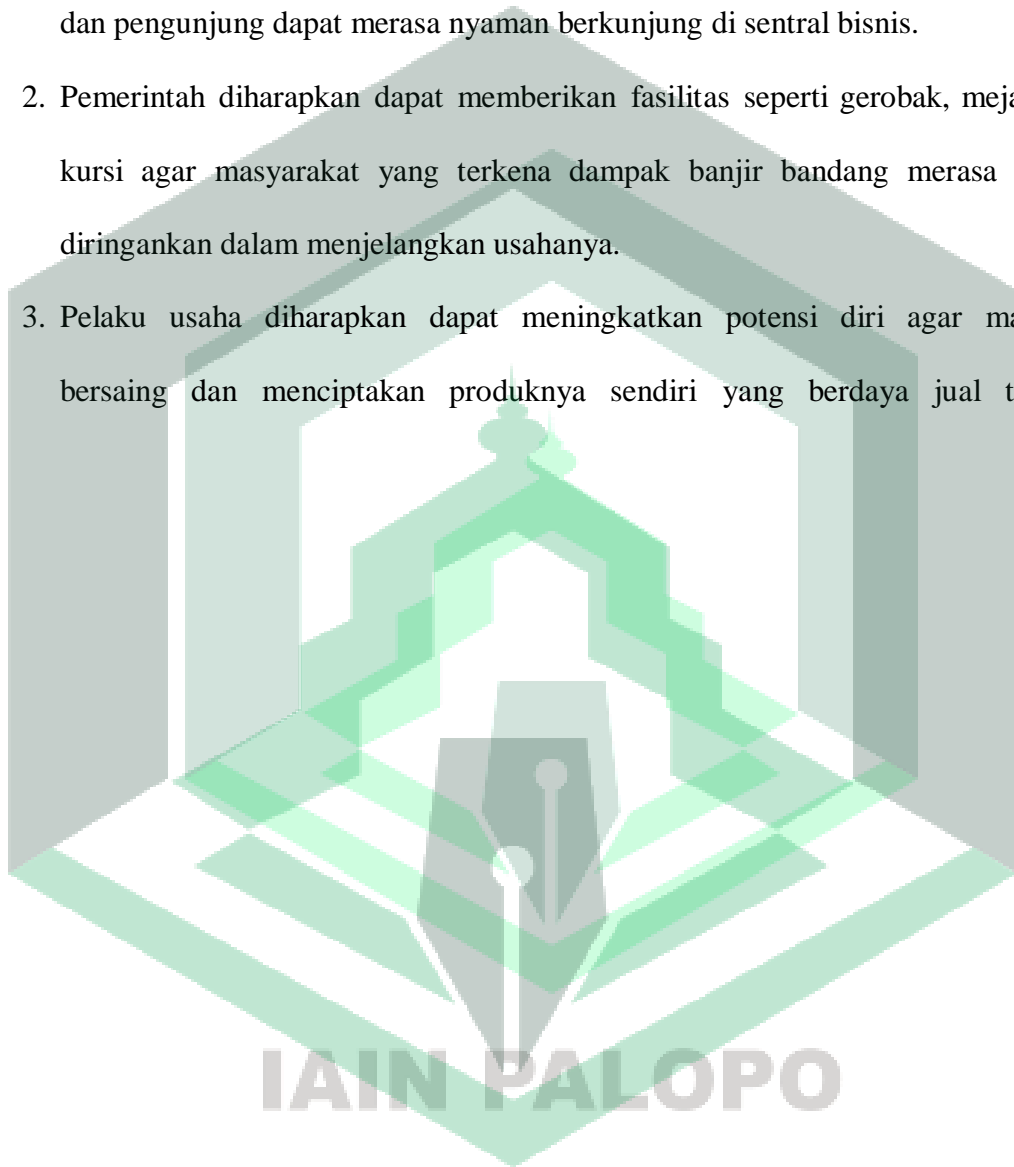 dan pengunjung dapat merasa nyaman berkunjung di sentral bisnis.
2. Pemerintah diharapkan dapat memberikan fasilitas seperti gerobak, meja
kursi agar masyarakat yang terkena dampak banjir bandang merasa
diringankan dalam menjelangkan usahanya.
3. Pelaku usaha diharapkan dapat meningkatkan potensi diri agar
bersaing dan menciptakan produknya sendiri yang berdaya jual
IAIN PALOPO